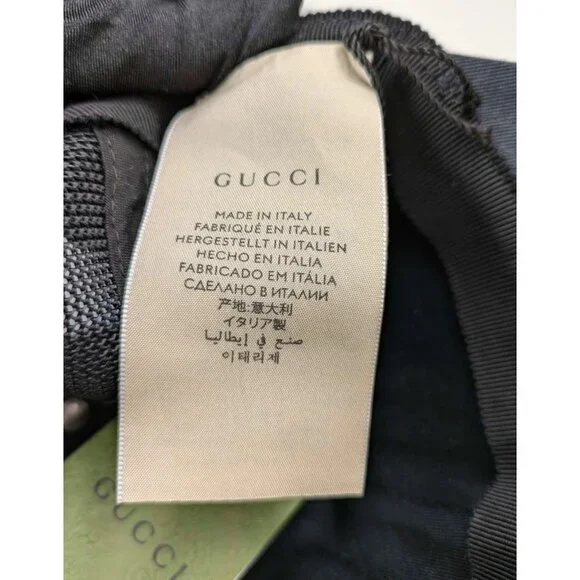 GUCCI
MADE IN ITALY
FABRIQUÉ EN ITALIE
HERGESTELLT IN ITALIEN
HECHO EN ITALIA
FABRICADO EM ITÁLIA
СДЕЛАНО В ИТАЛИИ
产地:意大利
イタリア製
صنع في إيطاليا
이태리제
GUCCI